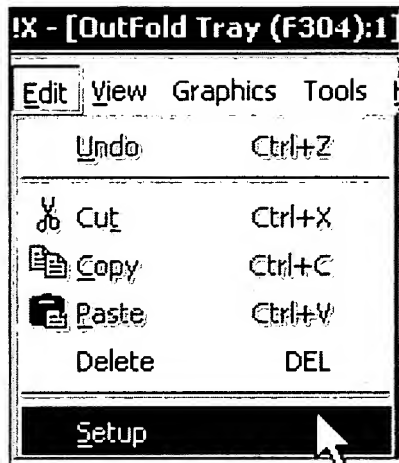 !X - [OutFold Tray (F304):1]
Edit View Graphics Tools
Undo Ctrl+Z
Cut Ctrl+X
Copy Ctrl+C
Paste Ctrl+V
Delete DEL
Setup